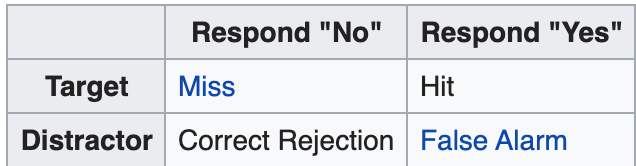 Respond "No" Respond "Yes"
Target Miss Hit
Distractor Correct Rejection False Alarm